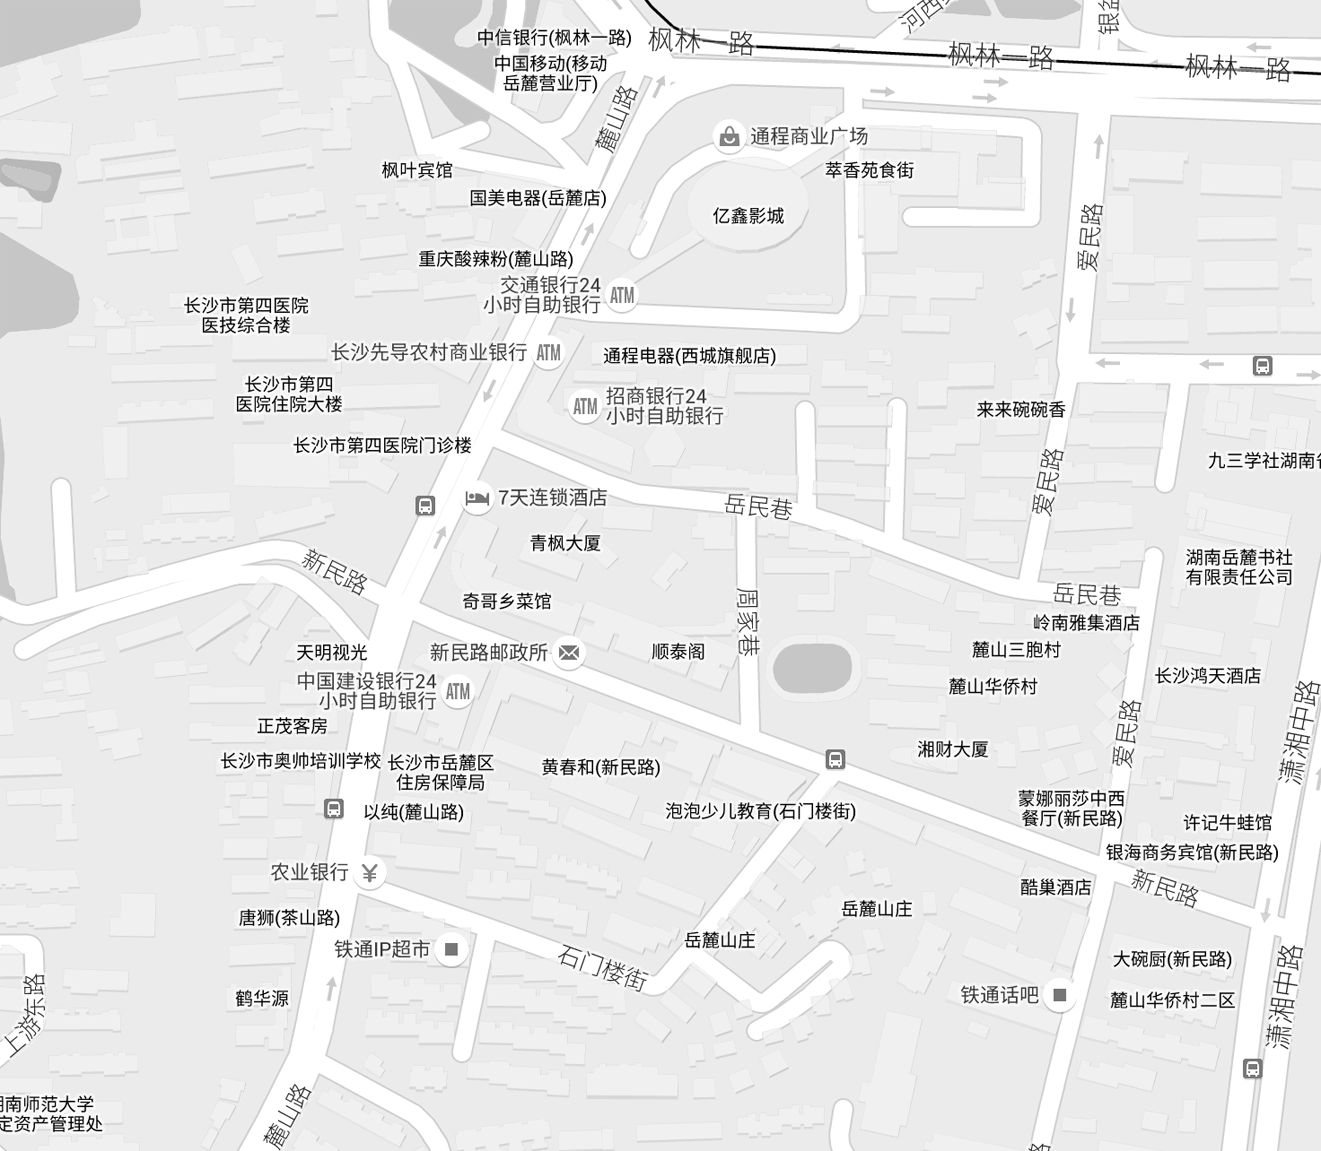 中信银行(枫林一路)
枫林一路
河西
银盆
中国移动(移动
岳麓营业厅)
枫林一路
枫林一路
麓山路
通程商业广场
枫叶宾馆
萃香苑食街
国美电器(岳麓店)
亿鑫影城
爱民路
重庆酸辣粉(麓山路)
交通银行24
小时自助银行
ATM
长沙市第四医院
医技综合楼
长沙先导农村商业银行
ATM
通程电器(西城旗舰店)
长沙市第四
医院住院大楼
ATM
招商银行24
小时自助银行
来来碗碗香
长沙市第四医院门诊楼
九三学社湖南省
爱民路
7天连锁酒店
岳民巷
青枫大厦
新民路
湖南岳麓书社
有限责任公司
奇哥乡菜馆
周家巷
岳民巷
岭南雅集酒店
天明视光
新民路邮政所
顺泰阁
麓山三胞村
中国建设银行24
小时自助银行
ATM
麓山华侨村
长沙鸿天酒店
正茂客房
爱民路
潇湘中路
长沙市奥帅培训学校
长沙市岳麓区
住房保障局
黄春和(新民路)
湘财大厦
以纯(麓山路)
泡泡少儿教育(石门楼街)
蒙娜丽莎中西
餐厅(新民路)
许记牛蛙馆
银海商务宾馆(新民路)
农业银行
¥
酷巢酒店
新民路
唐狮(茶山路)
岳麓山庄
铁通IP超市
岳麓山庄
石门楼街
大碗厨(新民路)
鹤华源
铁通话吧
麓山华侨村二区
上游东路
潇湘中路
湖南师范大学
定资产管理处
麓山路
路